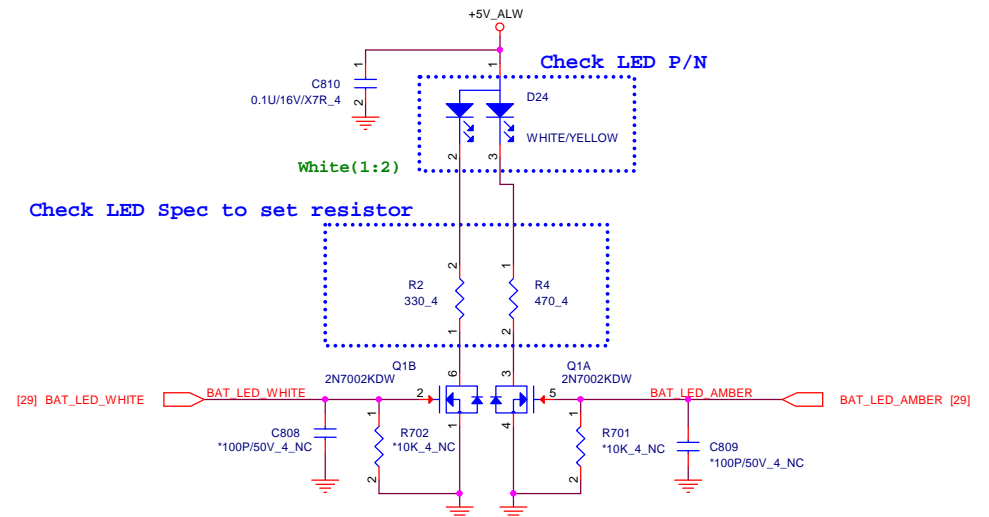 +5V_ALW
Check LED P/N
1
1
C810
0.1U/16V/X7R_4
2
D24
WHITE/YELLOW
2
3
White(1:2)
Check LED Spec to set resistor
2
1
R2
330_4
R4
470_4
1
2
Q1B
2N7002KDW
6
3
Q1A
2N7002KDW
[29] BAT_LED_WHITE
BAT_LED_WHITE
2
5
BAT_LED_AMBER
BAT_LED_AMBER [29]
1
1
4
1
C808
*100P/50V_4_NC
R702
*10K_4_NC
R701
*10K_4_NC
C809
*100P/50V_4_NC
2
2